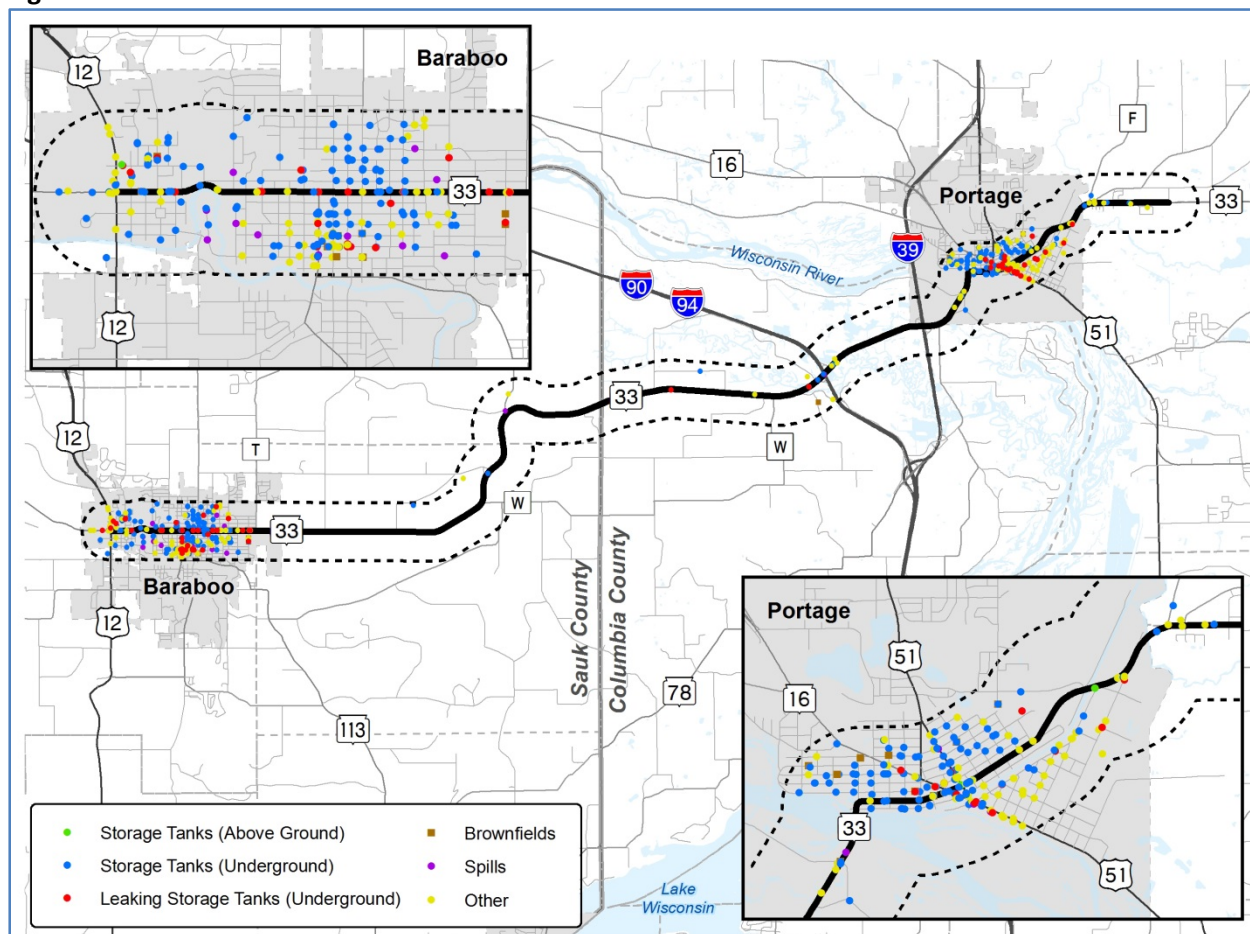 Baraboo
12
33
12
16
F
Portage
33
39
Wisconsin River
90
94
51
33
12
T
W
W
33
Baraboo
12
Sauk County
Columbia County
78
113
Portage
51
16
33
51
Lake
Wisconsin
Storage Tanks (Above Ground)
Storage Tanks (Underground)
Leaking Storage Tanks (Underground)
Brownfields
Spills
Other